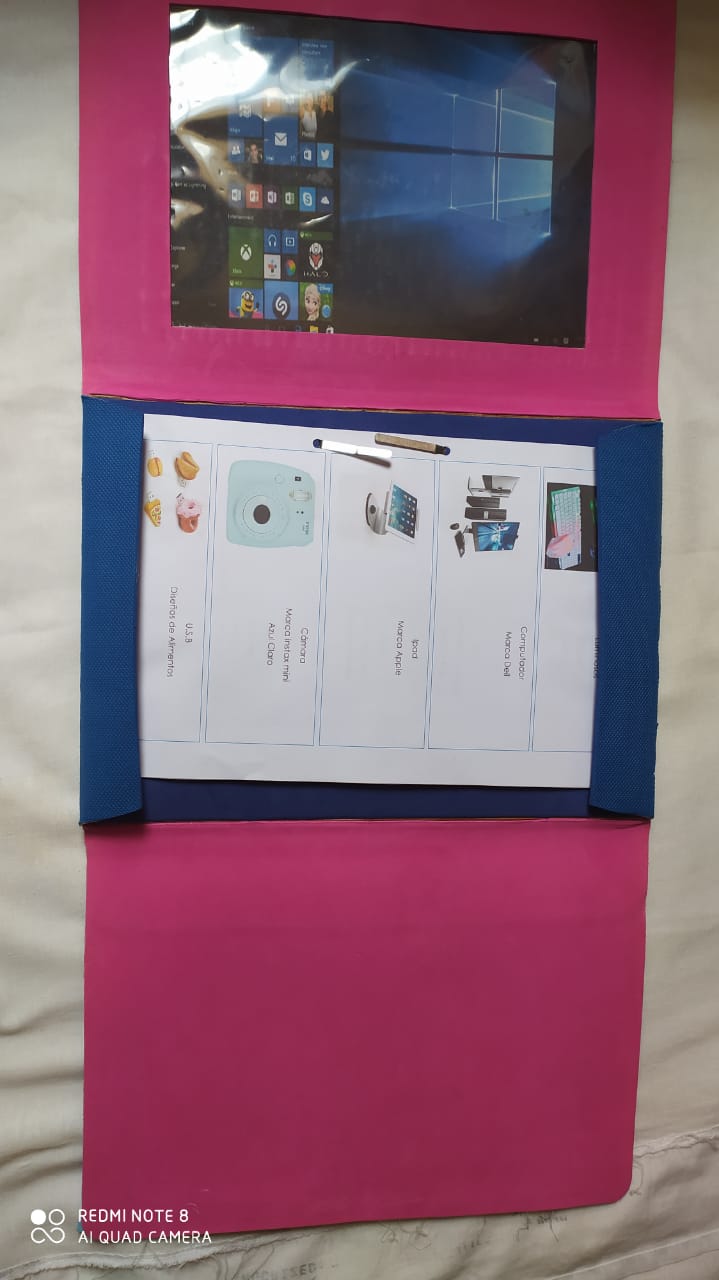 Luminosos
Computador
Marca Dell
Ipad
Marca Apple
Cámara
Marca instax mini
Azul Claro
U.S.B
Diseños de Alimentos
REDMI NOTE 8
AI QUAD CAMERA